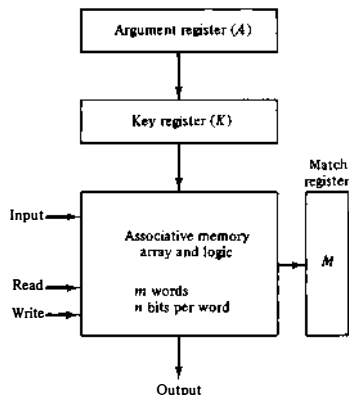 Argument register (A)
Key register (K)
Match
register
Input
Associative memory
array and logic
M
Read
m words
Write
n bits per word
Output